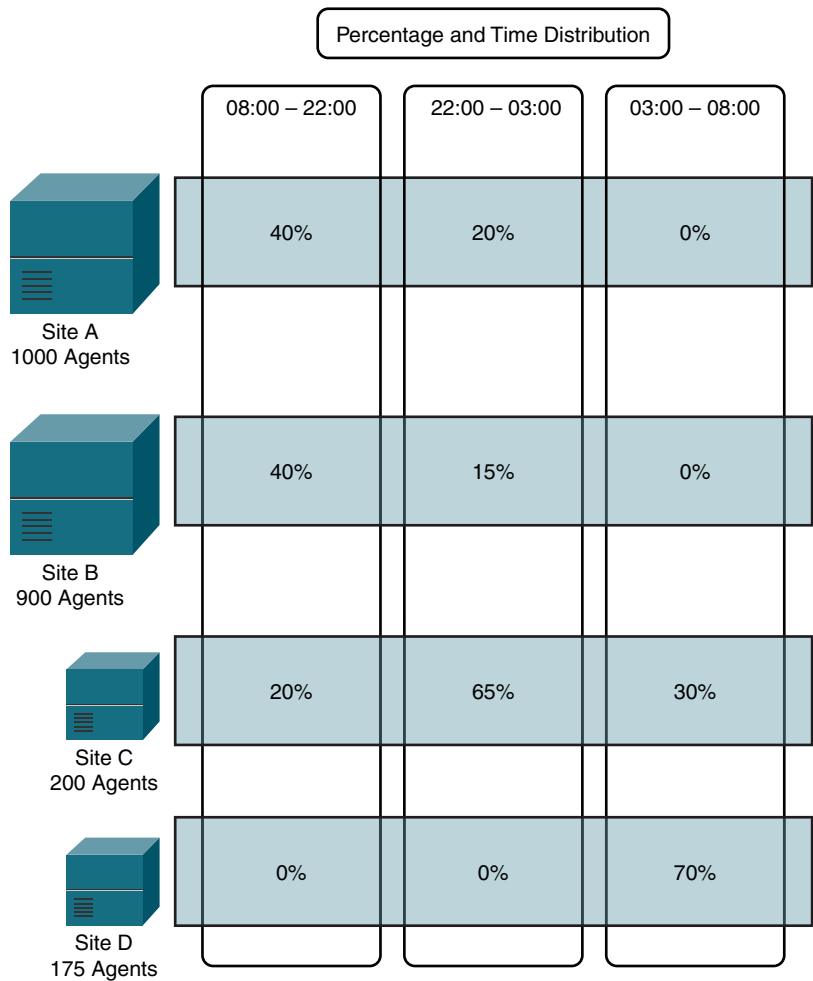 Percentage and Time Distribution
08:00 – 22:00
22:00 – 03:00
03:00 – 08:00
40%
20%
0%
Site A
1000 Agents
40%
15%
0%
Site B
900 Agents
20%
65%
30%
Site C
200 Agents
0%
0%
70%
Site D
175 Agents